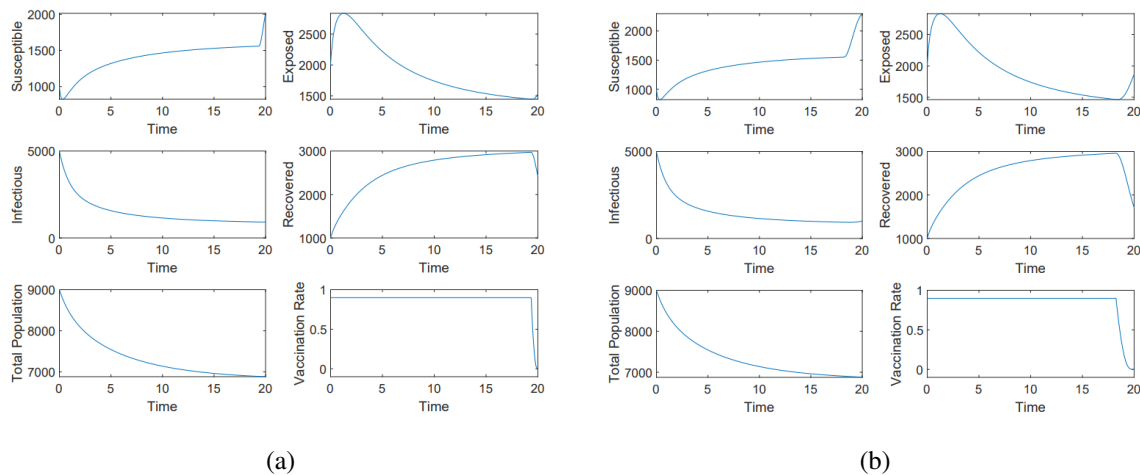 Susceptible
2000
1500
1000
0 5 10 15 20
Time
Exposed
2500
2000
1500
0 5 10 15 20
Time
Infectious
5000
0
0 5 10 15 20
Time
Recovered
3000
2000
1000
0 5 10 15 20
Time
Total Population
9000
8000
7000
0 5 10 15 20
Time
Vaccination Rate
1
0.5
0
0 5 10 15 20
Time
(a)
Susceptible
2000
1500
1000
0 5 10 15 20
Time
Exposed
2500
2000
1500
0 5 10 15 20
Time
Infectious
5000
0
0 5 10 15 20
Time
Recovered
3000
2000
1000
0 5 10 15 20
Time
Total Population
9000
8000
7000
0 5 10 15 20
Time
Vaccination Rate
1
0.5
0
0 5 10 15 20
Time
(b)